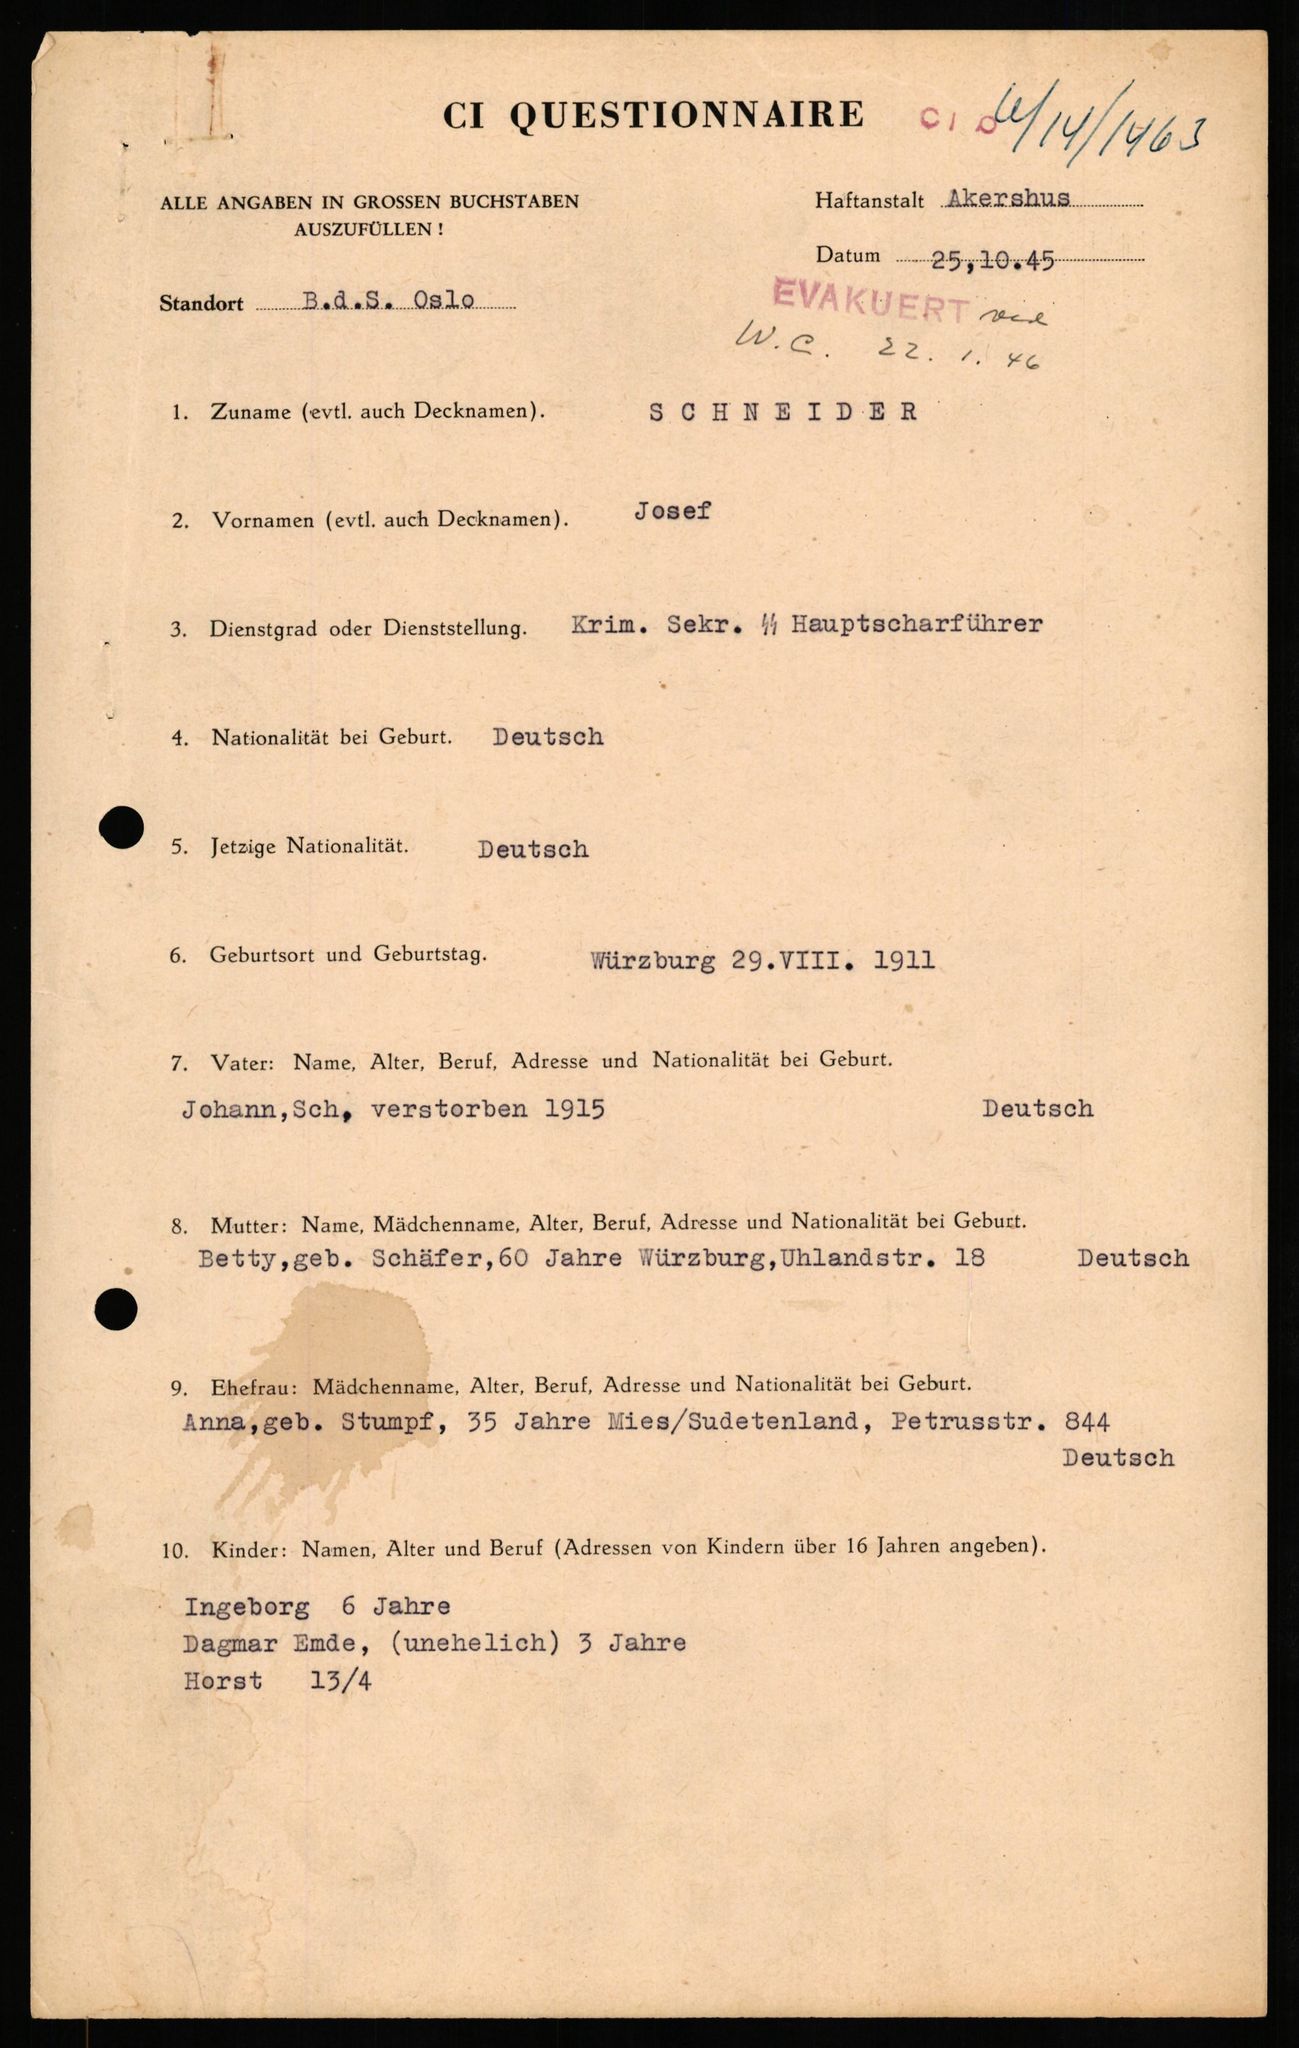 CI QUESTIONNAIRE
C I D /14/1463
ALLE ANGABEN IN GROSSEN BUCHSTABEN
AUSZUFÜLLEN !
Haftanstalt Akershus
Datum 25,10.45
Standort B.d.S. Oslo
EVAKUERT
W.C. 22. 1. 46
1. Zuname (evtl. auch Decknamen). S C H N E I D E R
2. Vornamen (evtl. auch Decknamen). Josef
3. Dienstgrad oder Dienststellung. Krim. Sekr. ᛋᛋ Hauptscharführer
4. Nationalität bei Geburt. Deutsch
5. Jetzige Nationalität. Deutsch
6. Geburtsort und Geburtstag. Würzburg 29.VIII. 1911
7. Vater: Name, Alter, Beruf, Adresse und Nationalität bei Geburt.
Johann,Sch, verstorben 1915 Deutsch
8. Mutter: Name, Mädchenname, Alter, Beruf, Adresse und Nationalität bei Geburt.
Betty,geb. Schäfer,60 Jahre Würzburg,Uhlandstr. 18 Deutsch
9. Ehefrau: Mädchenname, Alter, Beruf, Adresse und Nationalität bei Geburt.
Anna,geb. Stumpf, 35 Jahre Mies/Sudetenland, Petrusstr. 844
Deutsch
10. Kinder: Namen, Alter und Beruf (Adressen von Kindern über 16 Jahren angeben).
Ingeborg 6 Jahre
Dagmar Emde, (unehelich) 3 Jahre
Horst 13/4